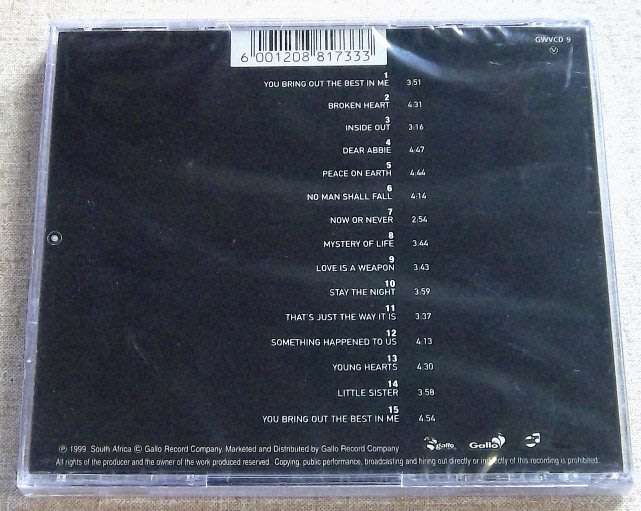 6 001208 817333
GWVCD 9
1
YOU BRING OUT THE BEST IN ME 3:51
2
BROKEN HEART 4:31
3
INSIDE OUT 3:16
4
DEAR ABBIE 4:47
5
PEACE ON EARTH 4:44
6
NO MAN SHALL FALL 4:14
7
NOW OR NEVER 2:54
8
MYSTERY OF LIFE 3:44
9
LOVE IS A WEAPON 3:43
10
STAY THE NIGHT 3:59
11
THAT'S JUST THE WAY IT IS 3:37
12
SOMETHING HAPPENED TO US 4:13
13
YOUNG HEARTS 4:30
14
LITTLE SISTER 3:58
15
YOU BRING OUT THE BEST IN ME 4:54
℗ 1999. South Africa © Gallo Record Company. Marketed and Distributed by Gallo Record Company
gallo Gallo
All rights of the producer and the owner of the work produced reserved. Copying, public performance, broadcasting and hiring out directly or indirectly of this recording is prohibited.